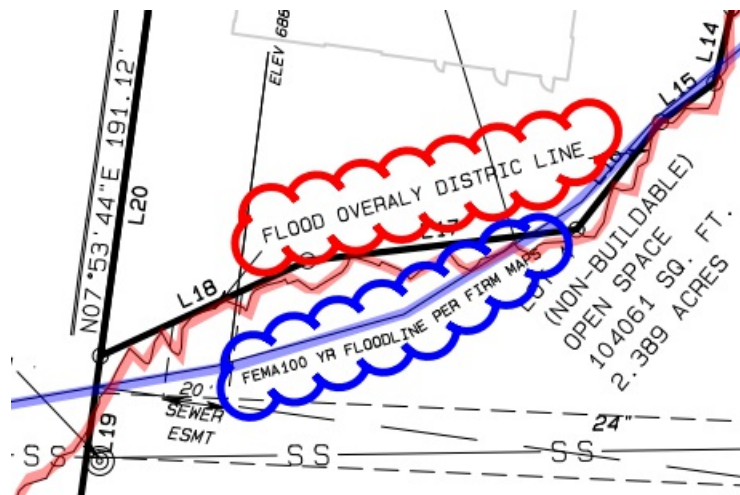 L14
L15
ELEV 686
N07°53'44"E 191.12'
L20
FLOOD OVERALY DISTRIC LINE
L17
L18
FEMA100 YR FLOODLINE PER FIRM MAPS
(NON-BUILDABLE)
OPEN SPACE
104061 SQ. FT.
2.389 ACRES
20'
SEWER
ESMT
L19
24"
S S
S S
S S